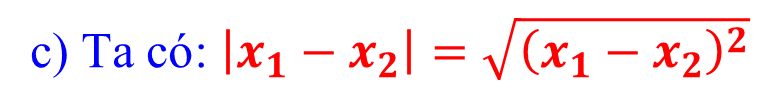 c) Ta có: |x₁ − x₂| = √(x₁ − x₂)²